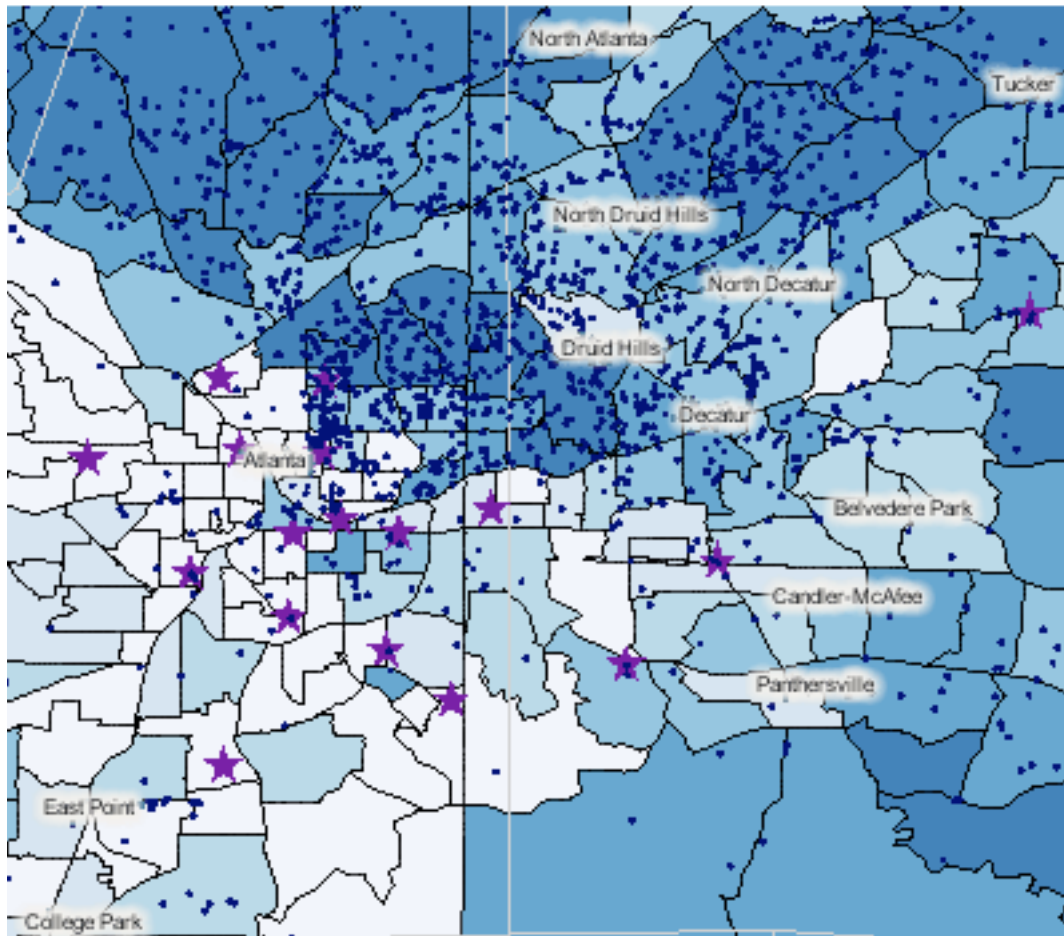 North Atlanta
Tucker
North Druid Hills
North Decatur
Druid Hills
Decatur
Atlanta
Belvedere Park
Candler-McAfee
Panthersville
East Point
College Park